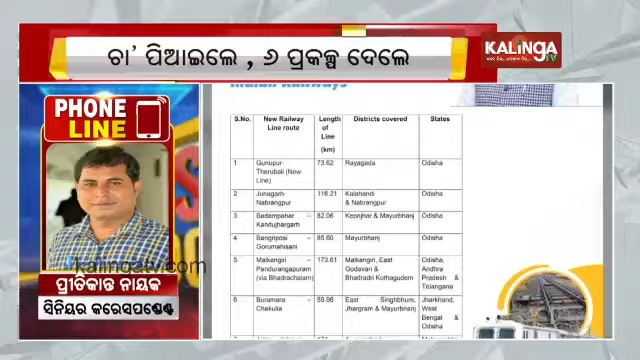 ଚା' ପିଆଇଲେ , ୬ ପ୍ରକଳ୍ପ ଦେଲେ
KALINGA TV
PHONE
LINE
kalingatv.com
ପ୍ରୀତିକାନ୍ତ ନାୟକ
ସିନିୟର କରେସପଣ୍ଡେଣ୍ଟ
Indian Railways
S.No. New Railway Line route Length of Line (km) Districts covered States
1 Gunupur- Therubali (New Line) 73.62 Rayagada Odisha
2 Junagarh- Nabrangpur 116.21 Kalahandi & Nabrangpur Odisha
3 Badampahar – Kandujhargarh 82.06 Keonjhar & Mayurbhanj Odisha
4 Bangriposi – Gorumahisani 85.60 Mayurbhanj Odisha
5 Malkangiri – Pandurangapuram (via Bhadrachalam) 173.61 Malkangiri, East Godavari & Bhadradri Kothagudem Odisha, Andhra Pradesh & Telangana
6 Buramara – Chakulia 59.96 East Singhbhum, Jhargram & Mayurbhanj Jharkhand, West Bengal & Odisha